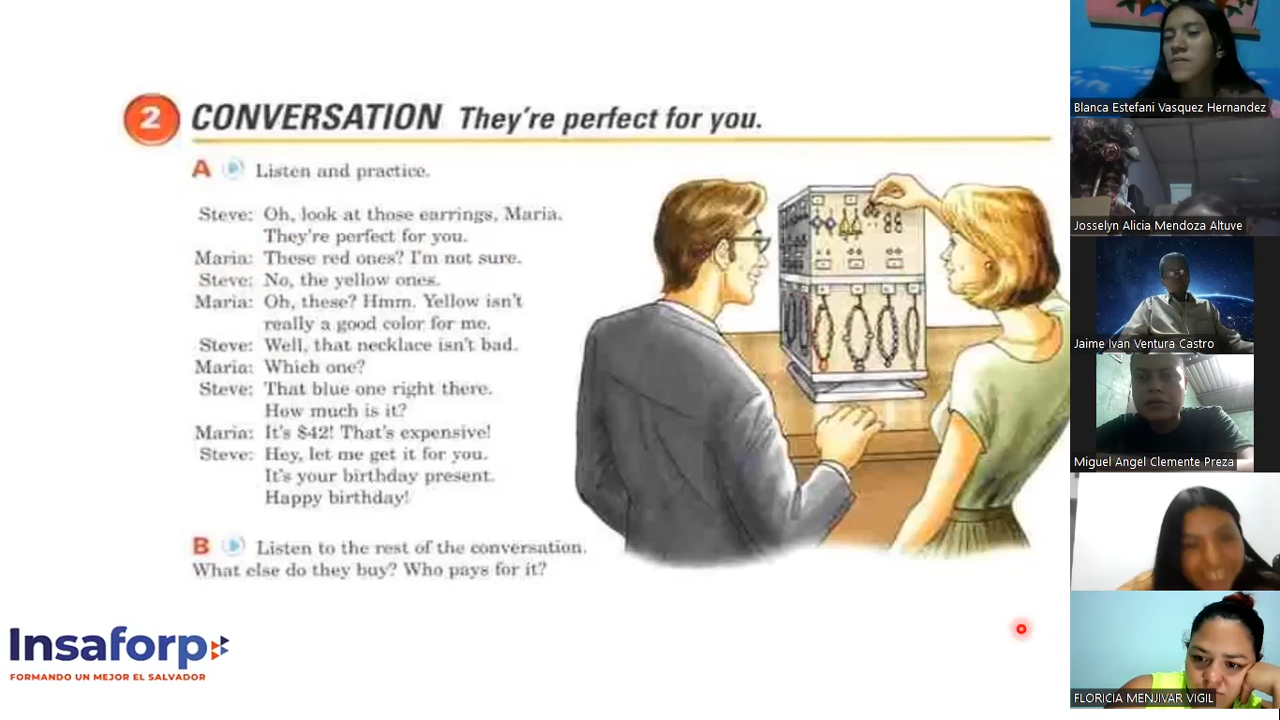 2 CONVERSATION They're perfect for you.
A Listen and practice.
Steve: Oh, look at those earrings, Maria.
They're perfect for you.
Maria: These red ones? I'm not sure.
Steve: No, the yellow ones.
Maria: Oh, these? Hmm. Yellow isn't
really a good color for me.
Steve: Well, that necklace isn't bad.
Maria: Which one?
Steve: That blue one right there.
How much is it?
Maria: It's $42! That's expensive!
Steve: Hey, let me get it for you.
It's your birthday present.
Happy birthday!
B Listen to the rest of the conversation.
What else do they buy? Who pays for it?
Insaforp
FORMANDO UN MEJOR EL SALVADOR
Blanca Estefani Vasquez Hernandez
Josselyn Alicia Mendoza Altuve
Jaime Ivan Ventura Castro
Miguel Angel Clemente Preza
FLORICIA MENJIVAR VIGIL